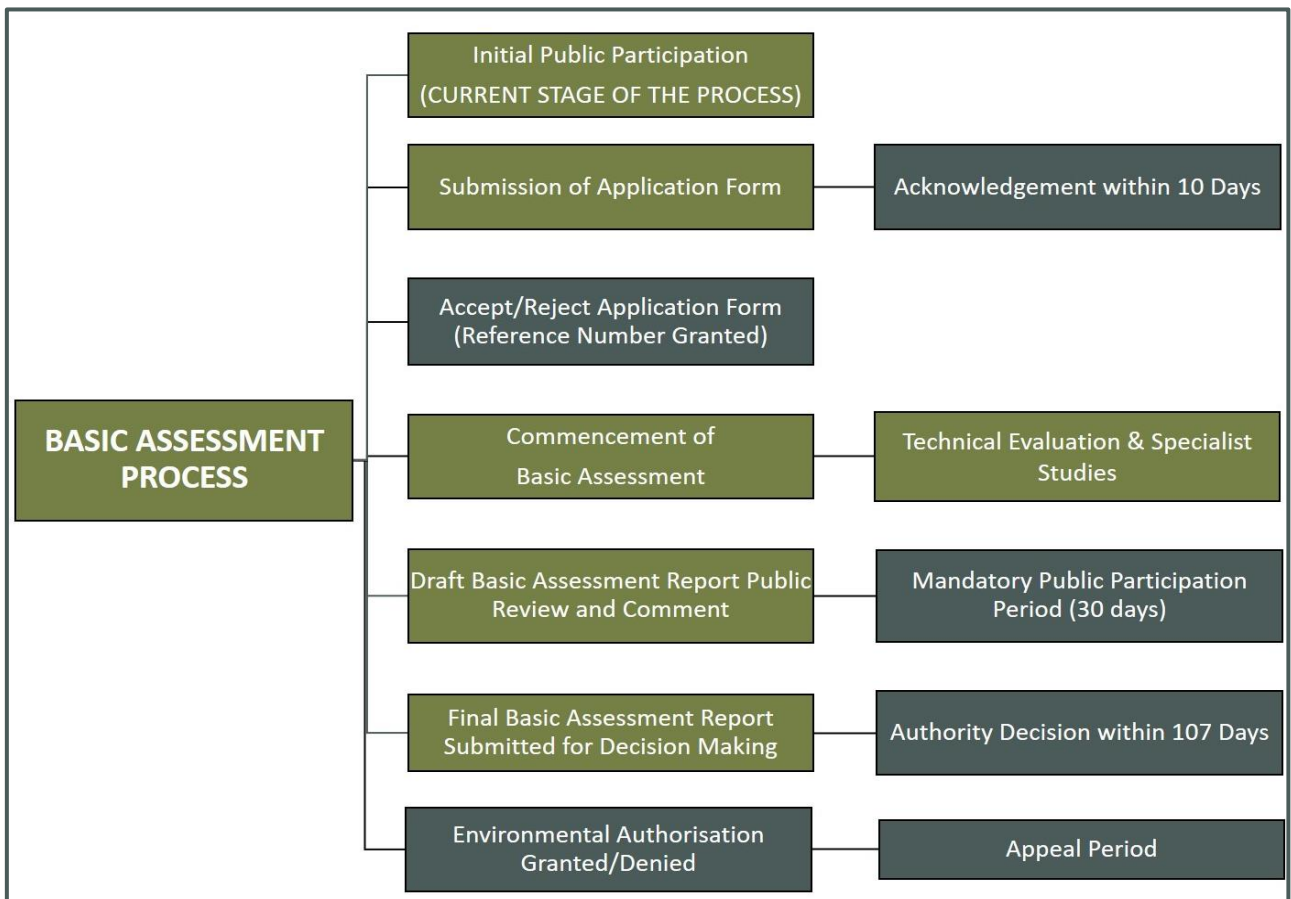 Initial Public Participation
(CURRENT STAGE OF THE PROCESS)
Submission of Application Form
Acknowledgement within 10 Days
Accept/Reject Application Form
(Reference Number Granted)
BASIC ASSESSMENT
PROCESS
Commencement of
Basic Assessment
Technical Evaluation & Specialist
Studies
Draft Basic Assessment Report Public
Review and Comment
Mandatory Public Participation
Period (30 days)
Final Basic Assessment Report
Submitted for Decision Making
Authority Decision within 107 Days
Environmental Authorisation
Granted/Denied
Appeal Period